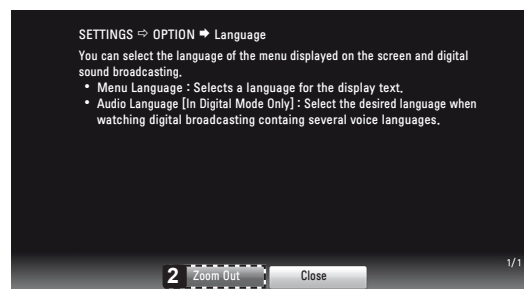 SETTINGS ⇨ OPTION ➡ Language
You can select the language of the menu displayed on the screen and digital
sound broadcasting.
• Menu Language : Selects a language for the display text.
• Audio Language [In Digital Mode Only] : Select the desired language when
watching digital broadcasting containg several voice languages.
1/1
2 Zoom Out Close